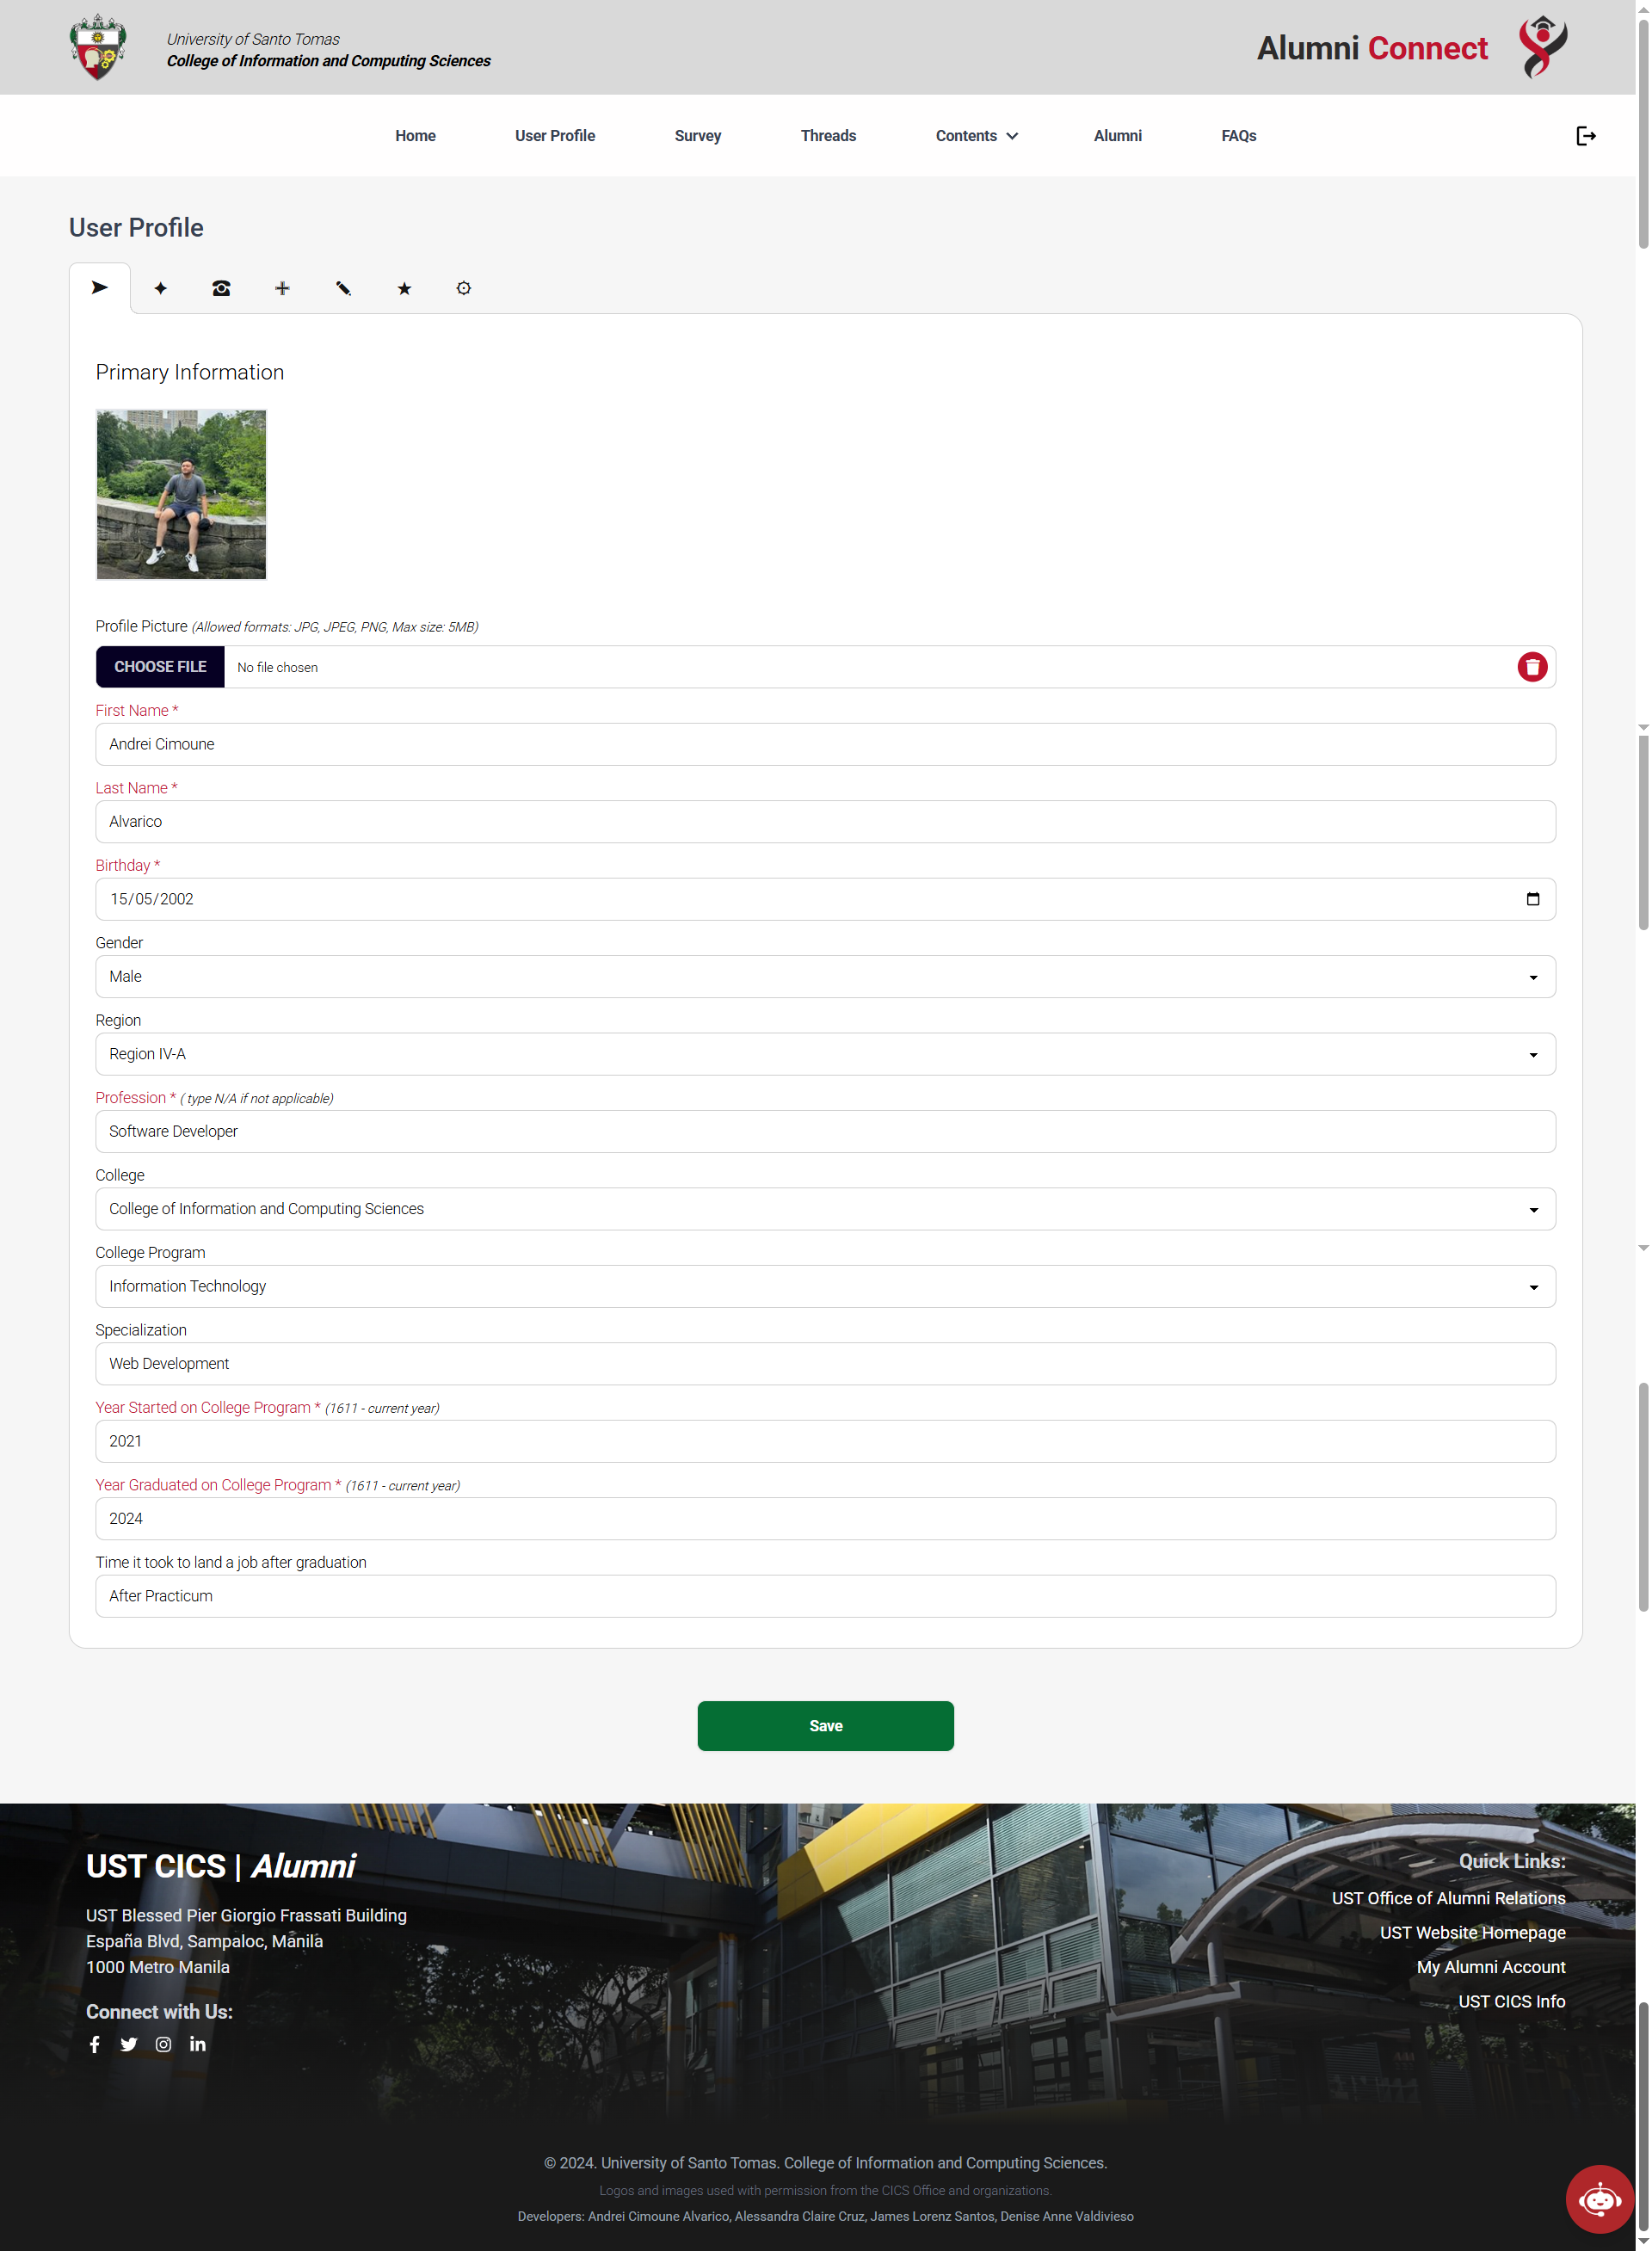 University of Santo Tomas
College of Information and Computing Sciences
Alumni Connect
Home
User Profile
Survey
Threads
Contents
Alumni
FAQs
User Profile
Primary Information
Profile Picture (Allowed formats: JPG, JPEG, PNG, Max size: 5MB)
CHOOSE FILE
No file chosen
First Name *
Andrei Cimoune
Last Name *
Alvarico
Birthday *
15/05/2002
Gender
Male
Region
Region IV-A
Profession * ( type N/A if not applicable)
Software Developer
College
College of Information and Computing Sciences
College Program
Information Technology
Specialization
Web Development
Year Started on College Program * (1611 - current year)
2021
Year Graduated on College Program * (1611 - current year)
2024
Time it took to land a job after graduation
After Practicum
Save
UST CICS | Alumni
UST Blessed Pier Giorgio Frassati Building
España Blvd, Sampaloc, Manila
1000 Metro Manila
Connect with Us:
Quick Links:
UST Office of Alumni Relations
UST Website Homepage
My Alumni Account
UST CICS Info
© 2024. University of Santo Tomas. College of Information and Computing Sciences.
Logos and images used with permission from the CICS Office and organizations.
Developers: Andrei Cimoune Alvarico, Alessandra Claire Cruz, James Lorenz Santos, Denise Anne Valdivieso